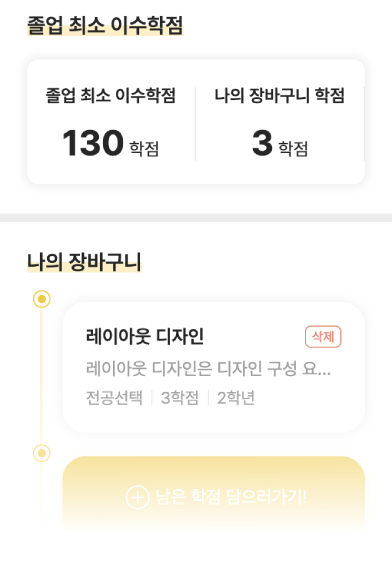 졸업 최소 이수학점
졸업 최소 이수학점
나의 장바구니 학점
130 학점
3 학점
나의 장바구니
레이아웃 디자인
삭제
레이아웃 디자인은 디자인 구성 요...
전공선택 | 3학점 | 2학년
남은 학점 담으러가기!